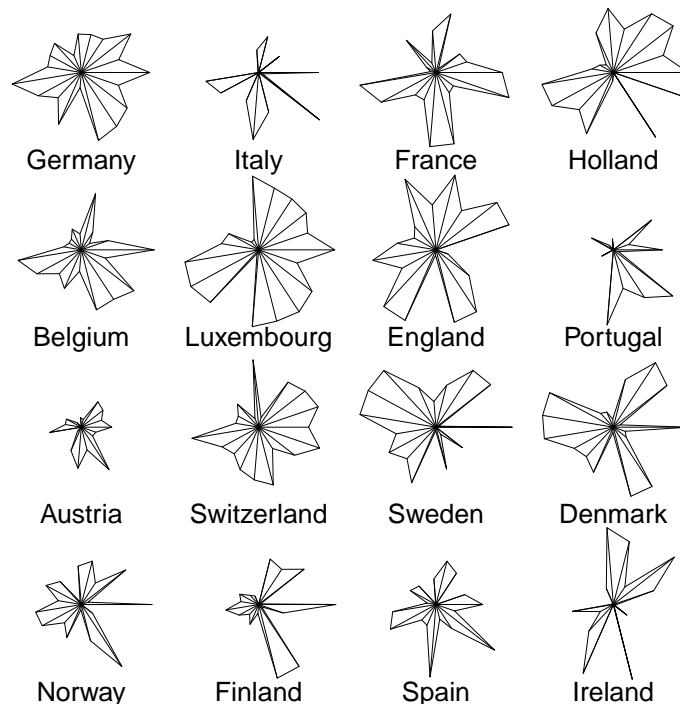 Germany Italy France Holland
Belgium Luxembourg England Portugal
Austria Switzerland Sweden Denmark
Norway Finland Spain Ireland